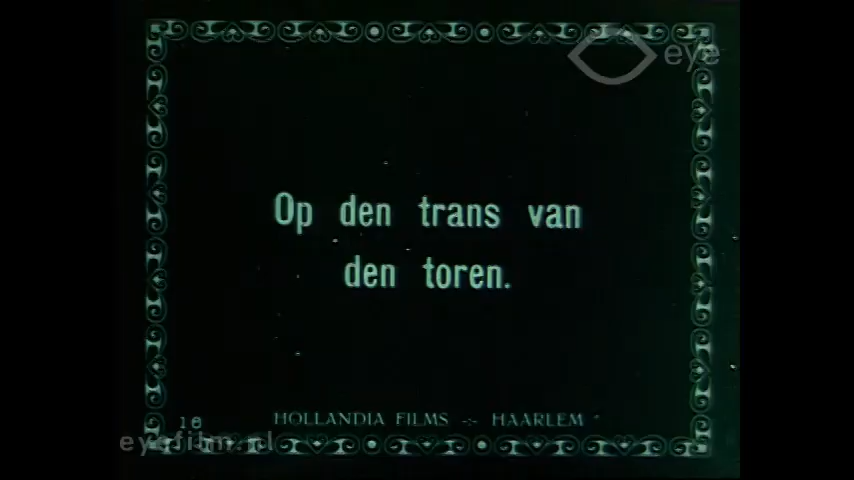 eye
Op den trans van
den toren.
18
HOLLANDIA FILMS -:- HAARLEM
eyefilm.nl